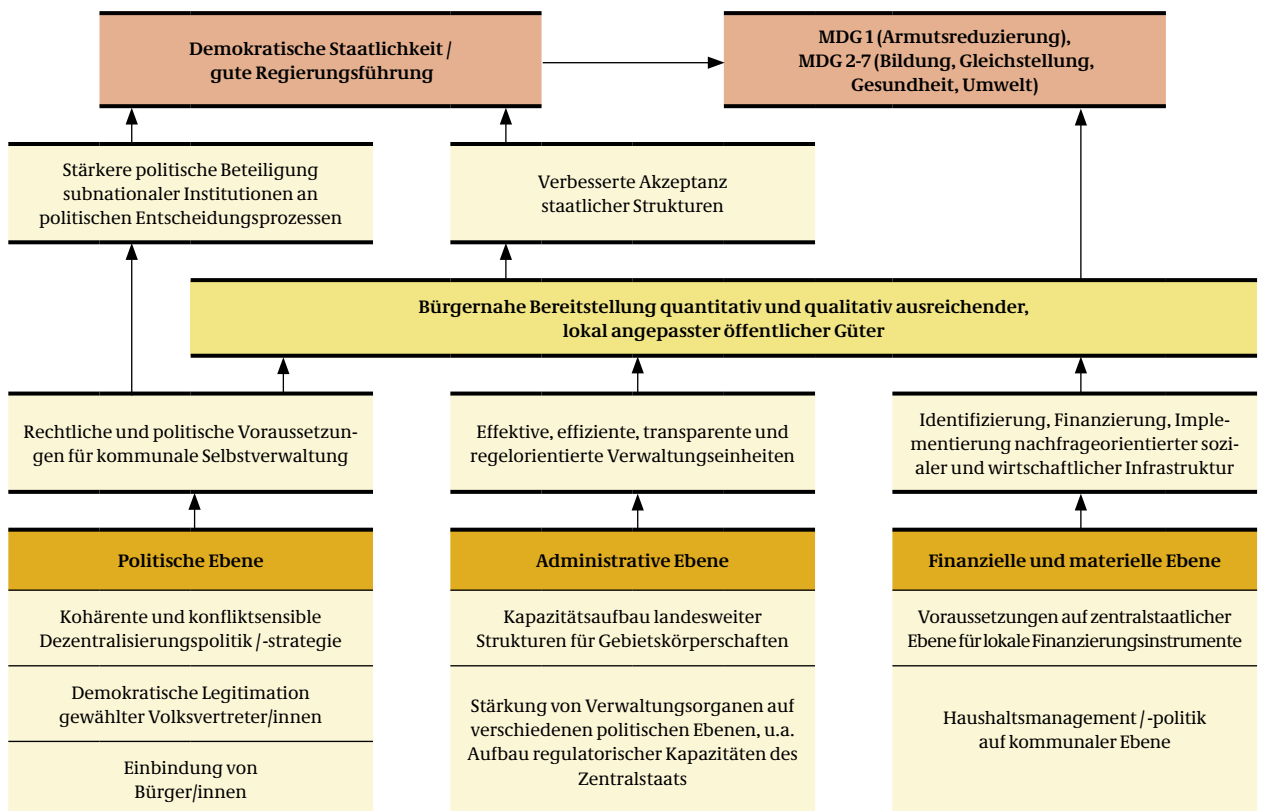 Demokratische Staatlichkeit /
gute Regierungsführung
MDG 1 (Armutsreduzierung),
MDG 2-7 (Bildung, Gleichstellung,
Gesundheit, Umwelt)
Stärkere politische Beteiligung
subnationaler Institutionen an
politischen Entscheidungsprozessen
Verbesserte Akzeptanz
staatlicher Strukturen
Bürgernahe Bereitstellung quantitativ und qualitativ ausreichender,
lokal angepasster öffentlicher Güter
Rechtliche und politische Voraussetzun-
gen für kommunale Selbstverwaltung
Effektive, effiziente, transparente und
regelorientierte Verwaltungseinheiten
Identifizierung, Finanzierung, Imple-
mentierung nachfrageorientierter sozi-
aler und wirtschaftlicher Infrastruktur
Politische Ebene
Kohärente und konfliktsensible
Dezentralisierungspolitik /-strategie
Demokratische Legitimation
gewählter Volksvertreter/innen
Einbindung von
Bürger/innen
Administrative Ebene
Kapazitätsaufbau landesweiter
Strukturen für Gebietskörperschaften
Stärkung von Verwaltungsorganen auf
verschiedenen politischen Ebenen, u.a.
Aufbau regulatorischer Kapazitäten des
Zentralstaats
Finanzielle und materielle Ebene
Voraussetzungen auf zentralstaatlicher
Ebene für lokale Finanzierungsinstrumente
Haushaltsmanagement / -politik
auf kommunaler Ebene